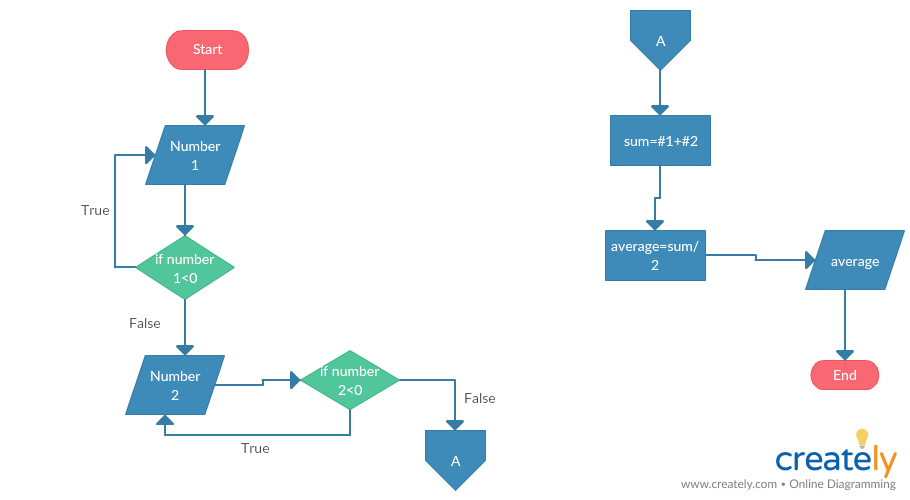 Start
Number
1
True
if number
1<0
False
Number
2
if number
2<0
True
False
A
A
sum=#1+#2
average=sum/
2
average
End
creately
www.creately.com • Online Diagramming